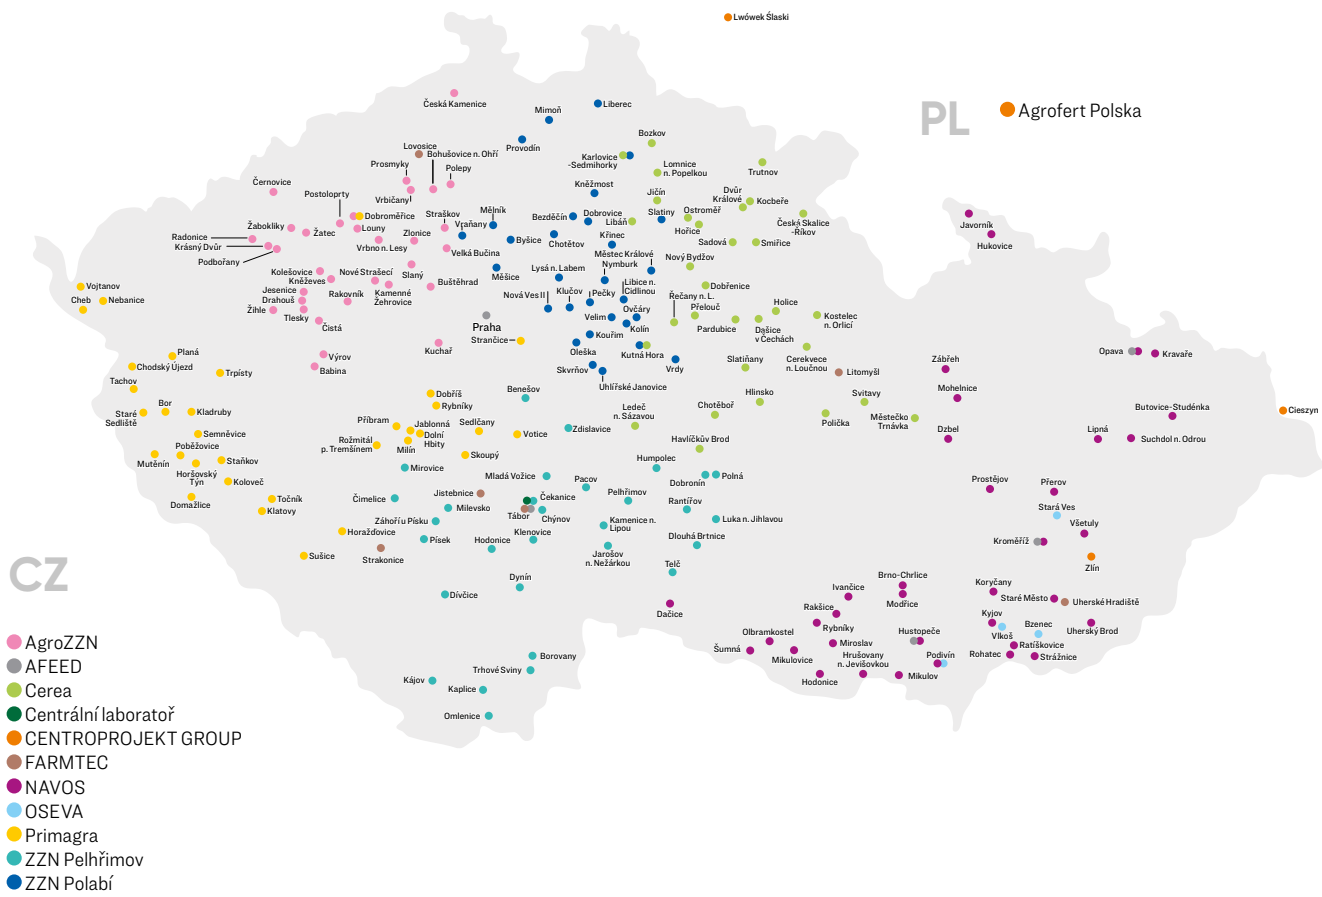 Lwówek Ślaski
PL
Agrofert Polska
Česká Kamenice
Liberec
Mimoň
Provodín
Bozkov
Karlovice
-Sedmihorky
Lomnice
n. Popelkou
Trutnov
Lovosice
Bohušovice n. Ohří
Prosmyky
Polepy
Vrbičany
Černovice
Postoloprty
Kněžmost
Jičín
Dvůr
Králové
Kocbeře
Dobroměřice
Straškov
Mělník
Bezděčín
Dobrovice
Libáň
Slatiny
Ostroměř
Hořice
Česká Skalice
-Říkov
Javorník
Hukovice
Žabokliky
Žatec
Louny
Vraňany
Radonice
Krásný Dvůr
Podbořany
Vrbno n. Lesy
Zlonice
Velká Bučina
Byšice
Chotětov
Křinec
Sadová
Smiřice
Městec Králové
Nový Bydžov
Kolešovice
Kněževes
Nové Strašecí
Slaný
Měšice
Lysá n. Labem
Nymburk
Vojtanov
Cheb
Nebanice
Jesenice
Drahouš
Žihle
Tlesky
Rakovník
Kamenné
Žehrovice
Buštěhrad
Nová Ves II
Klučov
Pečky
Libice n.
Cidlinou
Dobřenice
Řečany n. L.
Přelouč
Holice
Čistá
Praha
Velim
Ovčáry
Kolín
Pardubice
Dašice
v Čechách
Kostelec
n. Orlicí
Strančice
Kouřim
Oleška
Kutná Hora
Kuchař
Výrov
Babina
Planá
Chodský Újezd
Trpísty
Tachov
Skvrňov
Uhlířské Janovice
Vrdy
Slatiňany
Cerekvece
n. Loučnou
Litomyšl
Zábřeh
Opava
Kravaře
Mohelnice
Cieszyn
Staré
Sedliště
Bor
Kladruby
Dobříš
Rybníky
Benešov
Hlinsko
Svitavy
Butovice-Studénka
Příbram
Jablonná
Dolní
Hbity
Sedlčany
Votice
Zdislavice
Ledeč
n. Sázavou
Chotěboř
Polička
Městečko
Trnávka
Dzbel
Lipná
Suchdol n. Odrou
Semněvice
Poběžovice
Mutěnín
Horšovský
Týn
Staňkov
Rožmitál
p. Tremšínem
Milín
Skoupý
Havlíčkův Brod
Mirovice
Humpolec
Koloveč
Domažlice
Točník
Klatovy
Mladá Vožice
Pacov
Dobronín
Polná
Prostějov
Přerov
Čimelice
Jistebnice
Milevsko
Čekanice
Tábor
Chýnov
Pelhřimov
Rantířov
Stará Ves
Záhoří u Písku
Kamenice n.
Lipou
Luka n. Jihlavou
Všetuly
Horažďovice
Písek
Klenovice
Hodonice
Dlouhá Brtnice
Kroměříž
Sušice
Strakonice
Jarošov
n. Nežárkou
Telč
Zlín
CZ
Dynín
Dívčice
Dačice
Ivančice
Brno-Chrlice
Modřice
Koryčany
Staré Město
Uherské Hradiště
Rakšice
Rybníky
Kyjov
Vlkoš
Bzenec
Uherský Brod
AgroZZN
Olbramkostel
Miroslav
Hustopeče
Ratíškovice
Šumná
Mikulovice
Hrušovany
n. Jevišovkou
Podivín
Rohatec
Strážnice
AFEED
Borovany
Trhové Sviny
Hodonice
Mikulov
Kájov
Kaplice
Omlenice
Cerea
Centrální laboratoř
CENTROPROJEKT GROUP
FARMTEC
NAVOS
OSEVA
Primagra
ZZN Pelhřimov
ZZN Polabí